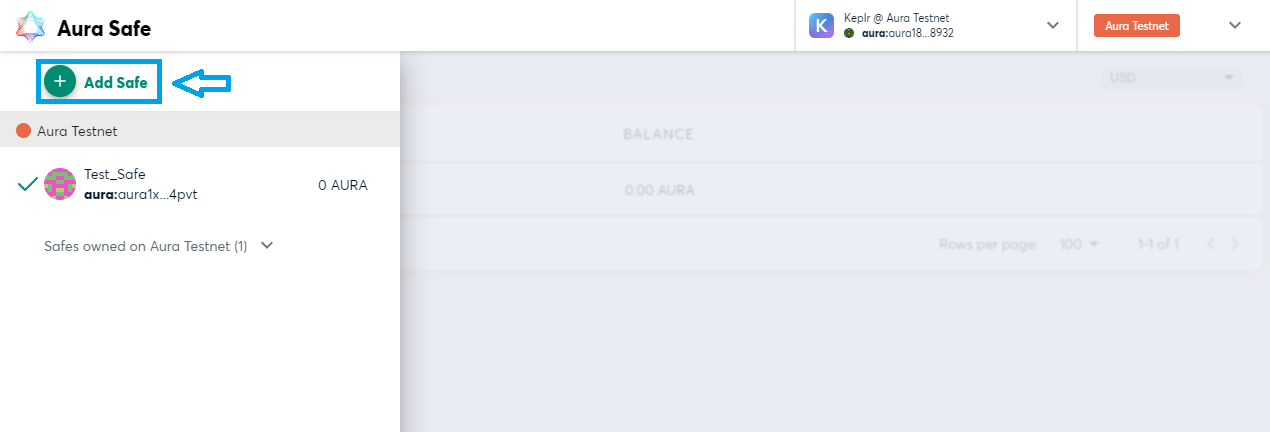 Aura Safe
K
Keplr @ Aura Testnet
aura:aura18...8932
Aura Testnet
+ Add Safe
USD
Aura Testnet
BALANCE
Test_Safe
aura:aura1x...4pvt
0 AURA
0.00 AURA
Safes owned on Aura Testnet (1)
Rows per page: 100 1-1 of 1